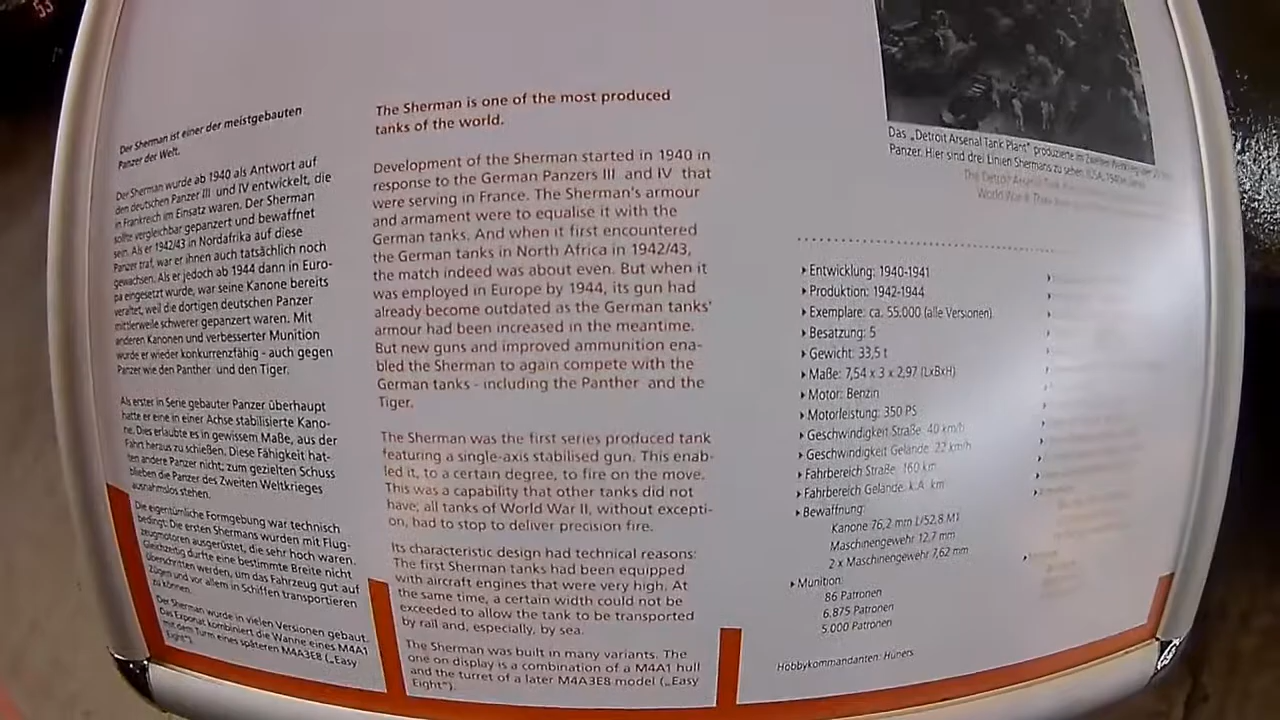 53
Der Sherman ist einer der meistgebauten
Panzer der Welt.
Der Sherman wurde ab 1940 als Antwort auf
den deutschen Panzer III und IV entwickelt, die
in Frankreich im Einsatz waren. Der Sherman
sollte vergleichbar gepanzert und bewaffnet
sein. Als er 1942/43 in Nordafrika auf diese
Panzer traf, war er ihnen auch tatsächlich noch
gewachsen. Als er jedoch ab 1944 dann in Euro-
pa eingesetzt wurde, war seine Kanone bereits
veraltet, weil die dortigen deutschen Panzer
mittlerweile schwerer gepanzert waren. Mit
anderen Kanonen und verbesserter Munition
wurde er wieder konkurrenzfähig - auch gegen
Panzer wie den Panther und den Tiger.
Als erster in Serie gebauter Panzer überhaupt
hatte er eine in einer Achse stabilisierte Kano-
ne. Dies erlaubte es in gewissem Maße, aus der
Fahrt heraus zu schießen. Diese Fähigkeit hat-
ten andere Panzer nicht; zum gezielten Schuss
blieben die Panzer des Zweiten Weltkrieges
ausnahmslos stehen.
Die eigentümliche Formgebung war technisch
bedingt: Die ersten Shermans wurden mit Flug-
zeugmotoren ausgerüstet, die sehr hoch waren.
Gleichzeitig durfte eine bestimmte Breite nicht
überschritten werden, um das Fahrzeug gut auf
Zügen und vor allem in Schiffen transportieren
zu können.
Der Sherman wurde in vielen Versionen gebaut.
Das Exponat kombiniert die Wanne eines M4A1
mit dem Turm eines späteren M4A3E8 („Easy
Eight“).
The Sherman is one of the most produced
tanks of the world.
Development of the Sherman started in 1940 in
response to the German Panzers III and IV that
were serving in France. The Sherman's armour
and armament were to equalise it with the
German tanks. And when it first encountered
the German tanks in North Africa in 1942/43,
the match indeed was about even. But when it
was employed in Europe by 1944, its gun had
already become outdated as the German tanks'
armour had been increased in the meantime.
But new guns and improved ammunition ena-
bled the Sherman to again compete with the
German tanks - including the Panther and the
Tiger.
The Sherman was the first series produced tank
featuring a single-axis stabilised gun. This enab-
led it, to a certain degree, to fire on the move.
This was a capability that other tanks did not
have; all tanks of World War II, without excepti-
on, had to stop to deliver precision fire.
Its characteristic design had technical reasons:
The first Sherman tanks had been equipped
with aircraft engines that were very high. At
the same time, a certain width could not be
exceeded to allow the tank to be transported
by rail and, especially, by sea.
The Sherman was built in many variants. The
one on display is a combination of a M4A1 hull
and the turret of a later M4A3E8 model („Easy
Eight“).
Das „Detroit Arsenal Tank Plant“ produzierte im Zweiten Weltkrieg
Panzer. Hier sind drei Linien Shermans zu sehen. (USA,
The Detroit Arsenal Tank
World War II.
Entwicklung: 1940-1941
Produktion: 1942-1944
Exemplare: ca. 55.000 (alle Versionen)
Besatzung: 5
Gewicht: 33,5 t
Maße: 7,54 x 3 x 2,97 (LxBxH)
Motor: Benzin
Motorleistung: 350 PS
Geschwindigkeit Straße: 40 km/h
Geschwindigkeit Gelände: 22 km/h
Fahrbereich Straße: 160 km
Fahrbereich Gelände: k.A. km
Bewaffnung:
Kanone 76,2 mm L/52,8 M1
Maschinengewehr 12,7 mm
2 x Maschinengewehr 7,62 mm
Munition:
86 Patronen
6.875 Patronen
5.000 Patronen
Hobbykommandanten: Hüners